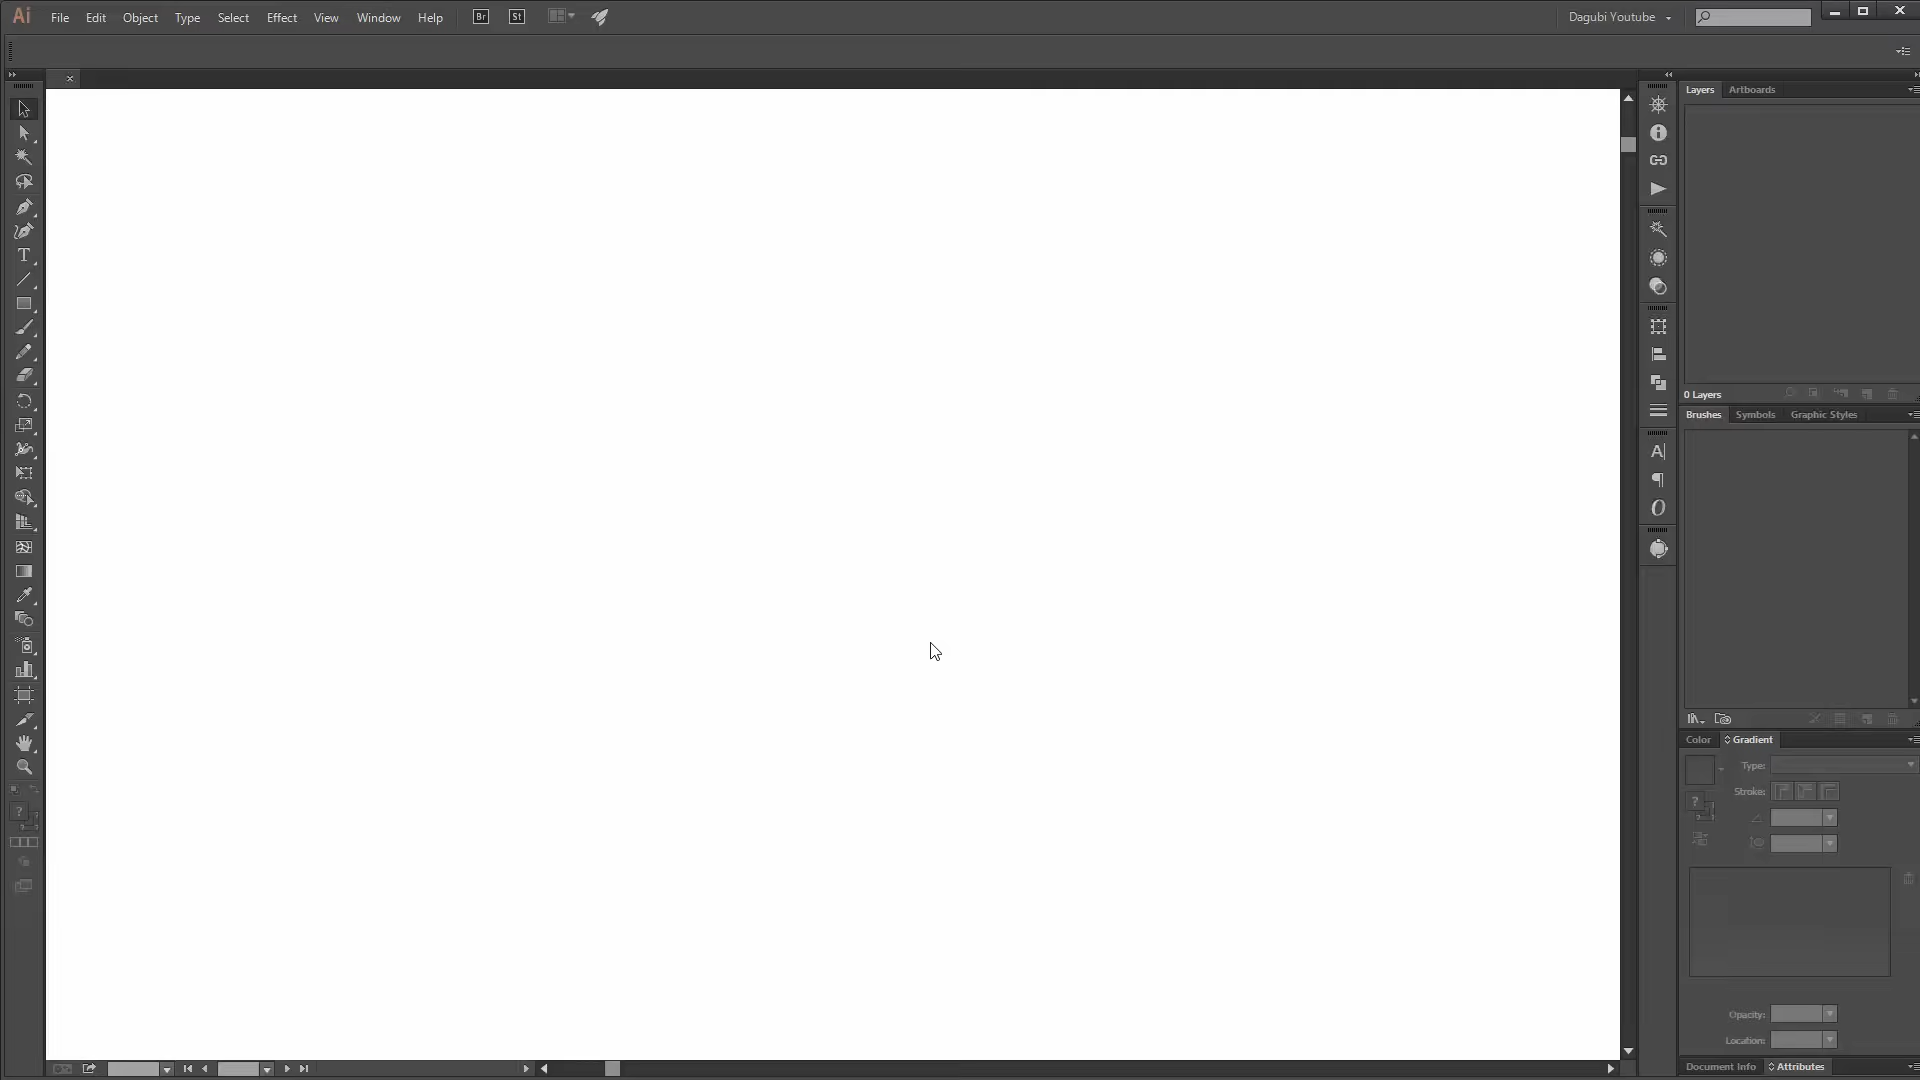 Ai File Edit Object Type Select Effect View Window Help Br St Dagubi Youtube
Layers Artboards
0 Layers
Brushes Symbols Graphic Styles
Color Gradient
Type:
Stroke:
Opacity:
Location:
Document Info Attributes